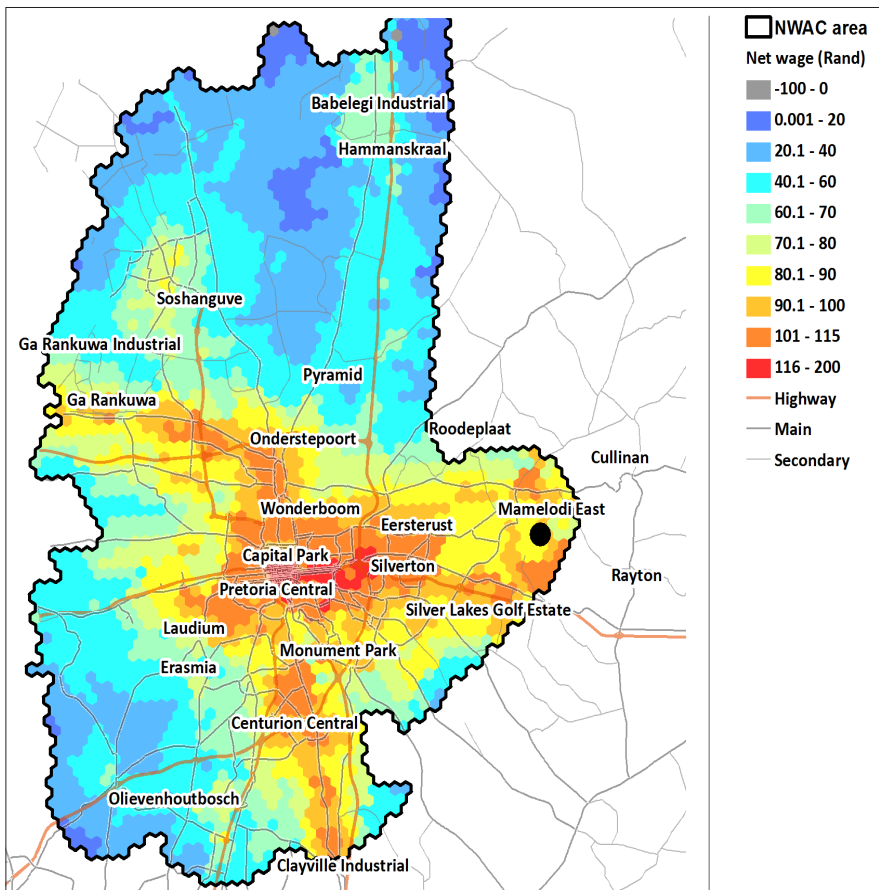 Babelegi Industrial
Hammanskraal
Soshanguve
Ga Rankuwa Industrial
Pyramid
Ga Rankuwa
Roodeplaat
Onderstepoort
Cullinan
Wonderboom
Mamelodi East
Eersterust
Capital Park
Silverton
Rayton
Pretoria Central
Silver Lakes Golf Estate
Laudium
Monument Park
Erasmia
Centurion Central
Olievenhoutbosch
Clayville Industrial
NWAC area
Net wage (Rand)
-100 - 0
0.001 - 20
20.1 - 40
40.1 - 60
60.1 - 70
70.1 - 80
80.1 - 90
90.1 - 100
101 - 115
116 - 200
Highway
Main
Secondary